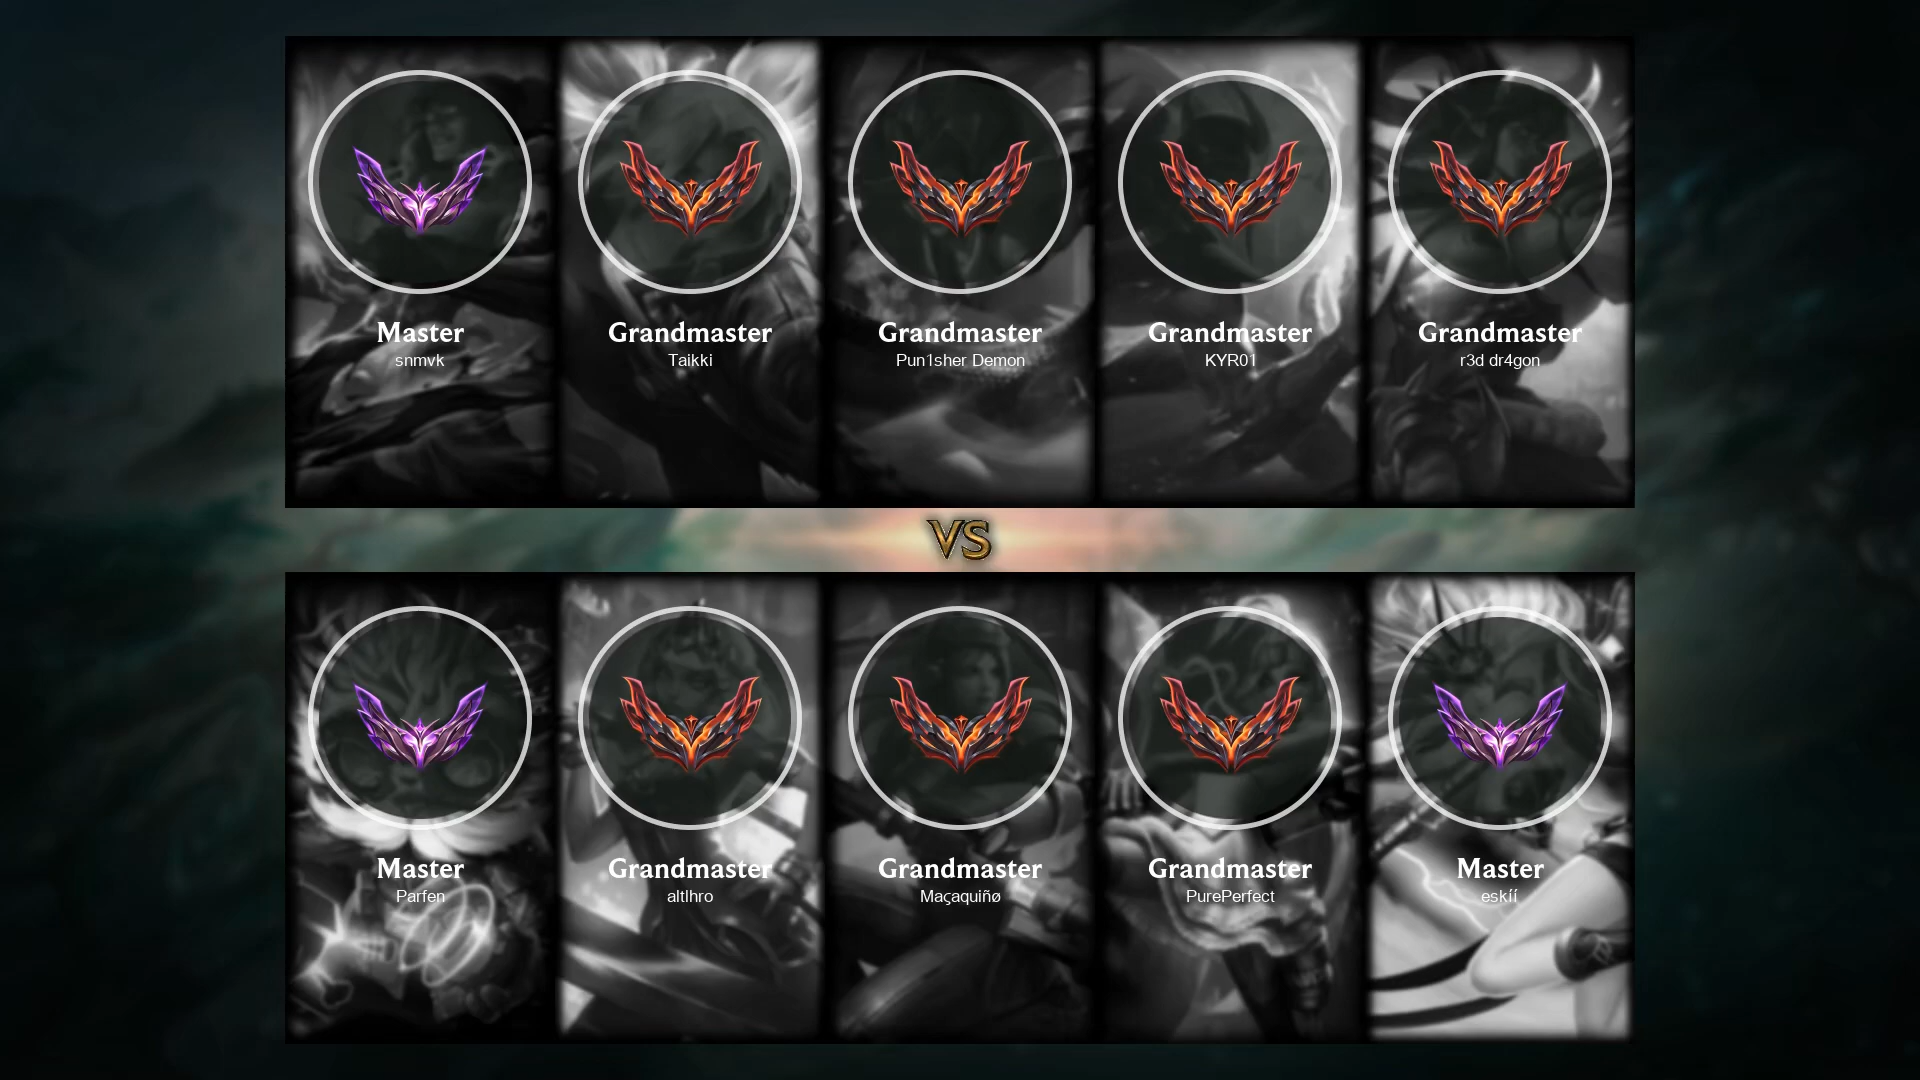 Master
snmvk
Grandmaster
Taikki
Grandmaster
Pun1sher Demon
Grandmaster
KYR01
Grandmaster
r3d dr4gon
VS
Master
Parfen
Grandmaster
altlhro
Grandmaster
Maçaquiñø
Grandmaster
PurePerfect
Master
eskíí